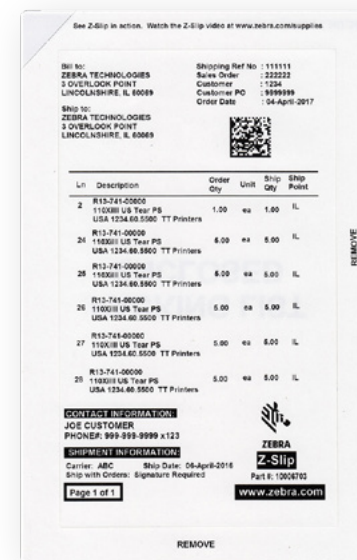 See Z-Slip in action. Watch the Z-Slip video at www.zebra.com/supplies
Bill to:
ZEBRA TECHNOLOGIES
3 OVERLOOK POINT
LINCOLNSHIRE, IL 60069
Ship to:
ZEBRA TECHNOLOGIES
3 OVERLOOK POINT
LINCOLNSHIRE, IL 60069
Shipping Ref No : 111111
Sales Order : 222222
Customer : 1234
Customer PO : 9999999
Order Date : 04-April-2017
Ln Description Order Qty Unit Ship Qty Ship Point
2 R13-741-00000 1.00 ea 1.00 IL
110XiIII US Tear PS
USA 1234.60.5500 TT Printers
24 R13-741-00000 5.00 ea 5.00 IL
110XiIII US Tear PS
USA 1234.60.5500 TT Printers
25 R13-741-00000 5.00 ea 5.00 IL
110XiIII US Tear PS
USA 1234.60.5500 TT Printers
26 R13-741-00000 5.00 ea 5.00 IL
110XiIII US Tear PS
USA 1234.60.5500 TT Printers
27 R13-741-00000 5.00 ea 5.00 IL
110XiIII US Tear PS
USA 1234.60.5500 TT Printers
28 R13-741-00000 5.00 ea 5.00 IL
110XiIII US Tear PS
USA 1234.60.5500 TT Printers
CONTACT INFORMATION:
JOE CUSTOMER
PHONE#: 999-999-9999 x123
SHIPMENT INFORMATION:
Carrier: ABC Ship Date: 06-April-2016
Ship with Orders: Signature Required
Page 1 of 1
ZEBRA
Z-Slip
Part #: 10006703
www.zebra.com
REMOVE
REMOVE